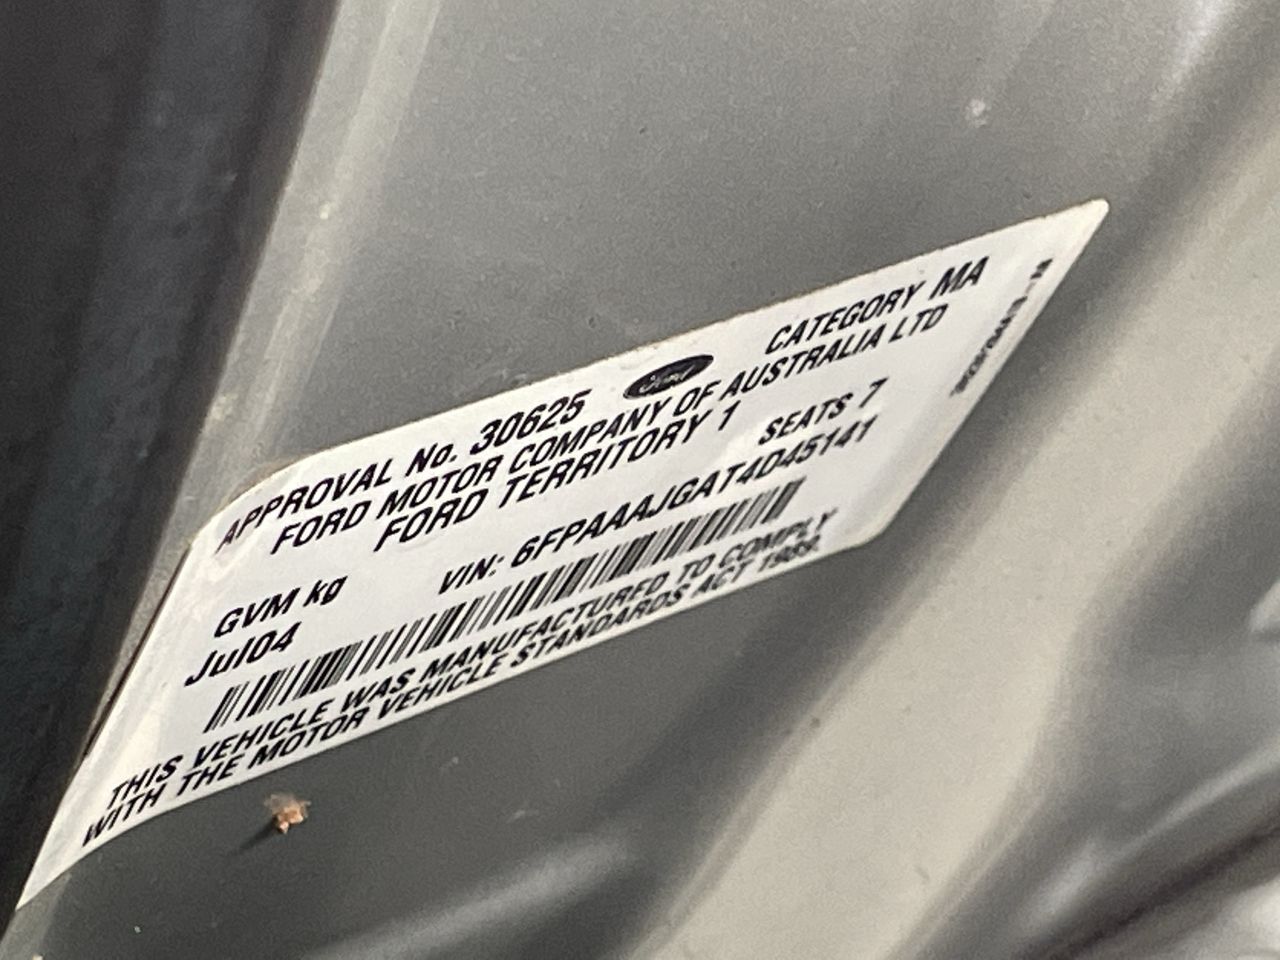 APPROVAL No. 30625 Ford CATEGORY MA
FORD MOTOR COMPANY OF AUSTRALIA LTD
FORD TERRITORY 1
SEATS 7
GVM kg VIN: 6FPAAAJGAT4D45141
Jul04
THIS VEHICLE WAS MANUFACTURED TO COMPLY
WITH THE MOTOR VEHICLE STANDARDS ACT 1989.